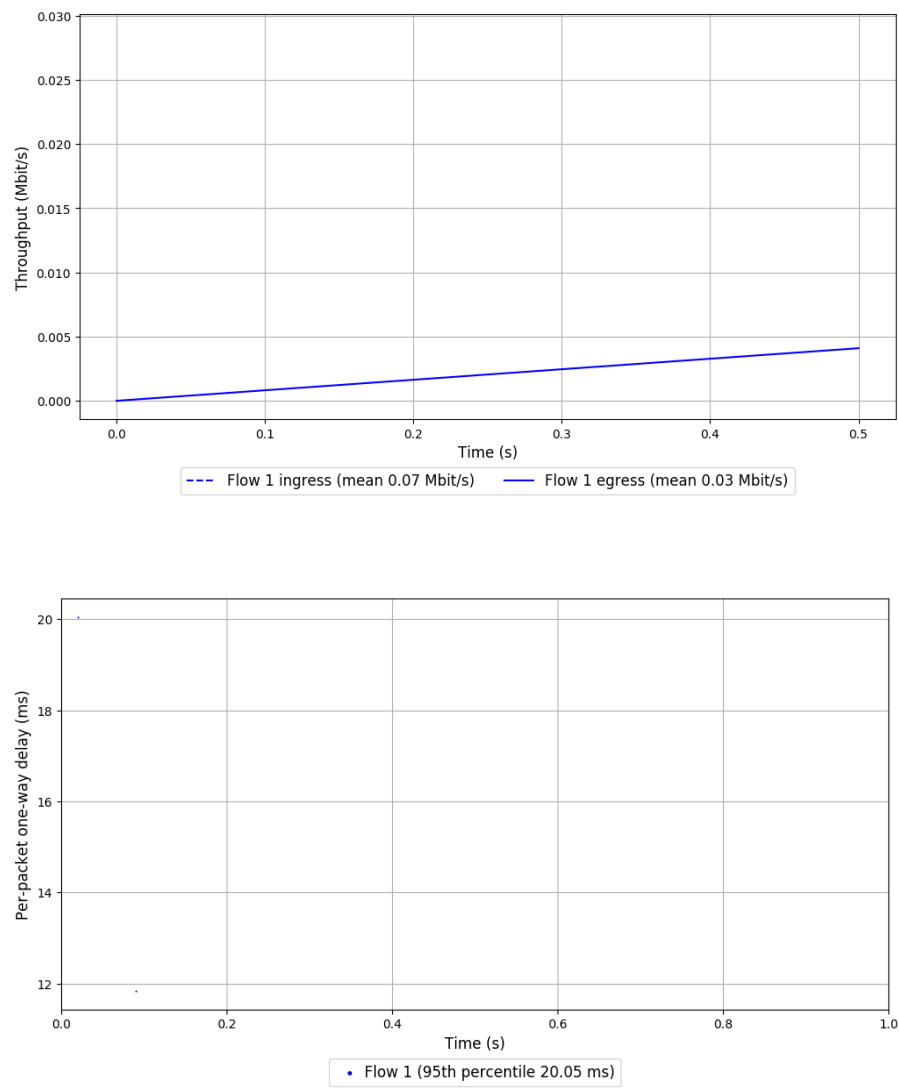 0.030
0.025
0.020
0.015
0.010
0.005
0.000
Throughput (Mbit/s)
0.0 0.1 0.2 0.3 0.4 0.5
Time (s)
Flow 1 ingress (mean 0.07 Mbit/s) Flow 1 egress (mean 0.03 Mbit/s)
20
18
16
14
12
Per-packet one-way delay (ms)
0.0 0.2 0.4 0.6 0.8 1.0
Time (s)
Flow 1 (95th percentile 20.05 ms)